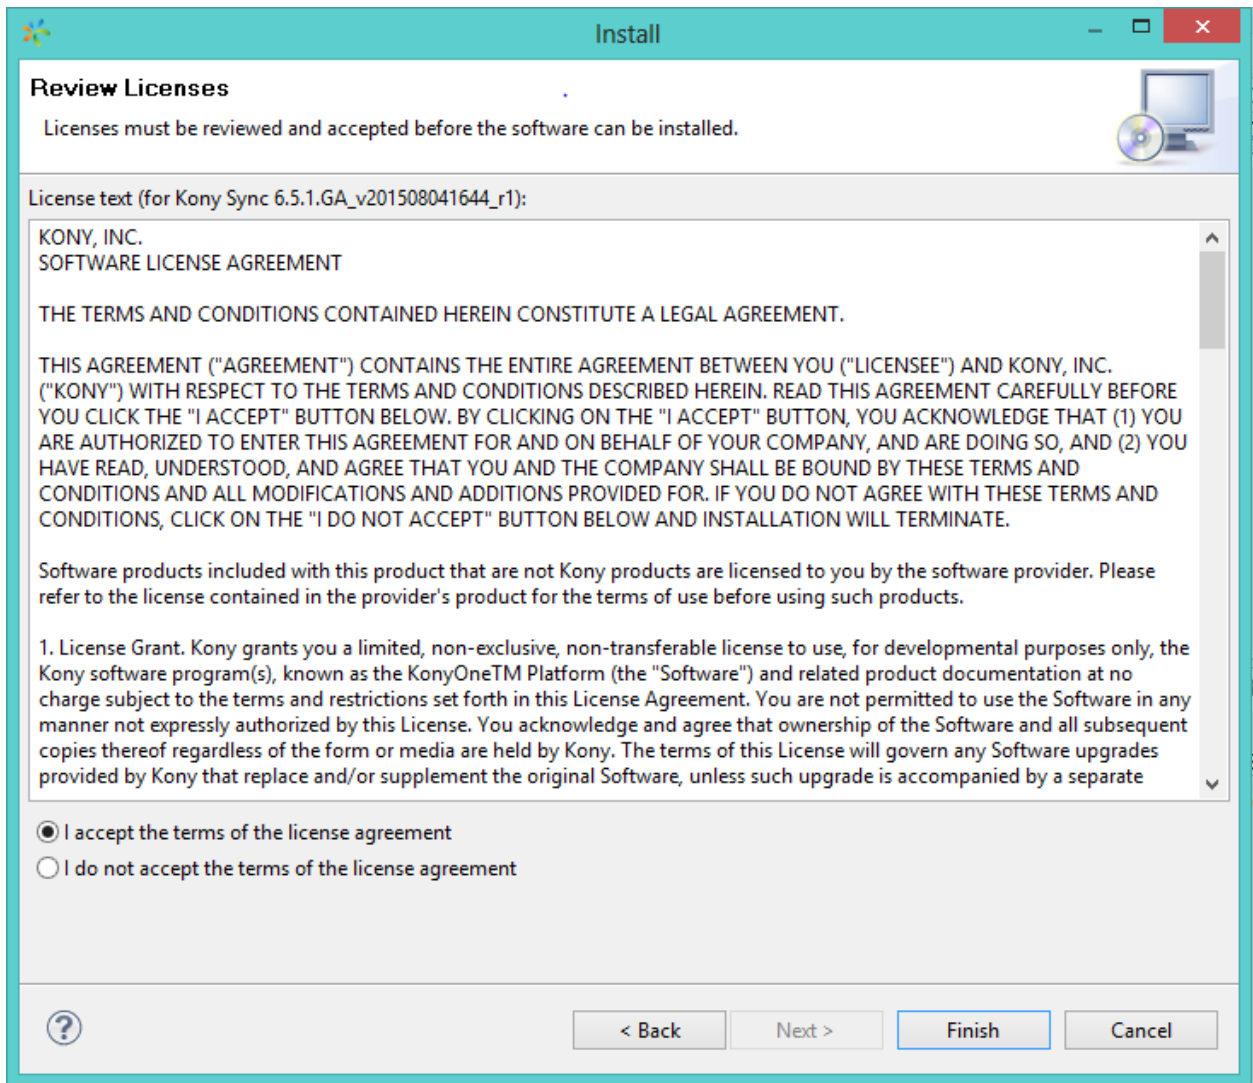 Install
Review Licenses
Licenses must be reviewed and accepted before the software can be installed.
License text (for Kony Sync 6.5.1.GA_v201508041644_r1):
KONY, INC.
SOFTWARE LICENSE AGREEMENT
THE TERMS AND CONDITIONS CONTAINED HEREIN CONSTITUTE A LEGAL AGREEMENT.
THIS AGREEMENT ("AGREEMENT") CONTAINS THE ENTIRE AGREEMENT BETWEEN YOU ("LICENSEE") AND KONY, INC.
("KONY") WITH RESPECT TO THE TERMS AND CONDITIONS DESCRIBED HEREIN. READ THIS AGREEMENT CAREFULLY BEFORE
YOU CLICK THE "I ACCEPT" BUTTON BELOW. BY CLICKING ON THE "I ACCEPT" BUTTON, YOU ACKNOWLEDGE THAT (1) YOU
ARE AUTHORIZED TO ENTER THIS AGREEMENT FOR AND ON BEHALF OF YOUR COMPANY, AND ARE DOING SO, AND (2) YOU
HAVE READ, UNDERSTOOD, AND AGREE THAT YOU AND THE COMPANY SHALL BE BOUND BY THESE TERMS AND
CONDITIONS AND ALL MODIFICATIONS AND ADDITIONS PROVIDED FOR. IF YOU DO NOT AGREE WITH THESE TERMS AND
CONDITIONS, CLICK ON THE "I DO NOT ACCEPT" BUTTON BELOW AND INSTALLATION WILL TERMINATE.
Software products included with this product that are not Kony products are licensed to you by the software provider. Please
refer to the license contained in the provider's product for the terms of use before using such products.
1. License Grant. Kony grants you a limited, non-exclusive, non-transferable license to use, for developmental purposes only, the
Kony software program(s), known as the KonyOneTM Platform (the "Software") and related product documentation at no
charge subject to the terms and restrictions set forth in this License Agreement. You are not permitted to use the Software in any
manner not expressly authorized by this License. You acknowledge and agree that ownership of the Software and all subsequent
copies thereof regardless of the form or media are held by Kony. The terms of this License will govern any Software upgrades
provided by Kony that replace and/or supplement the original Software, unless such upgrade is accompanied by a separate
I accept the terms of the license agreement
I do not accept the terms of the license agreement
< Back
Next >
Finish
Cancel